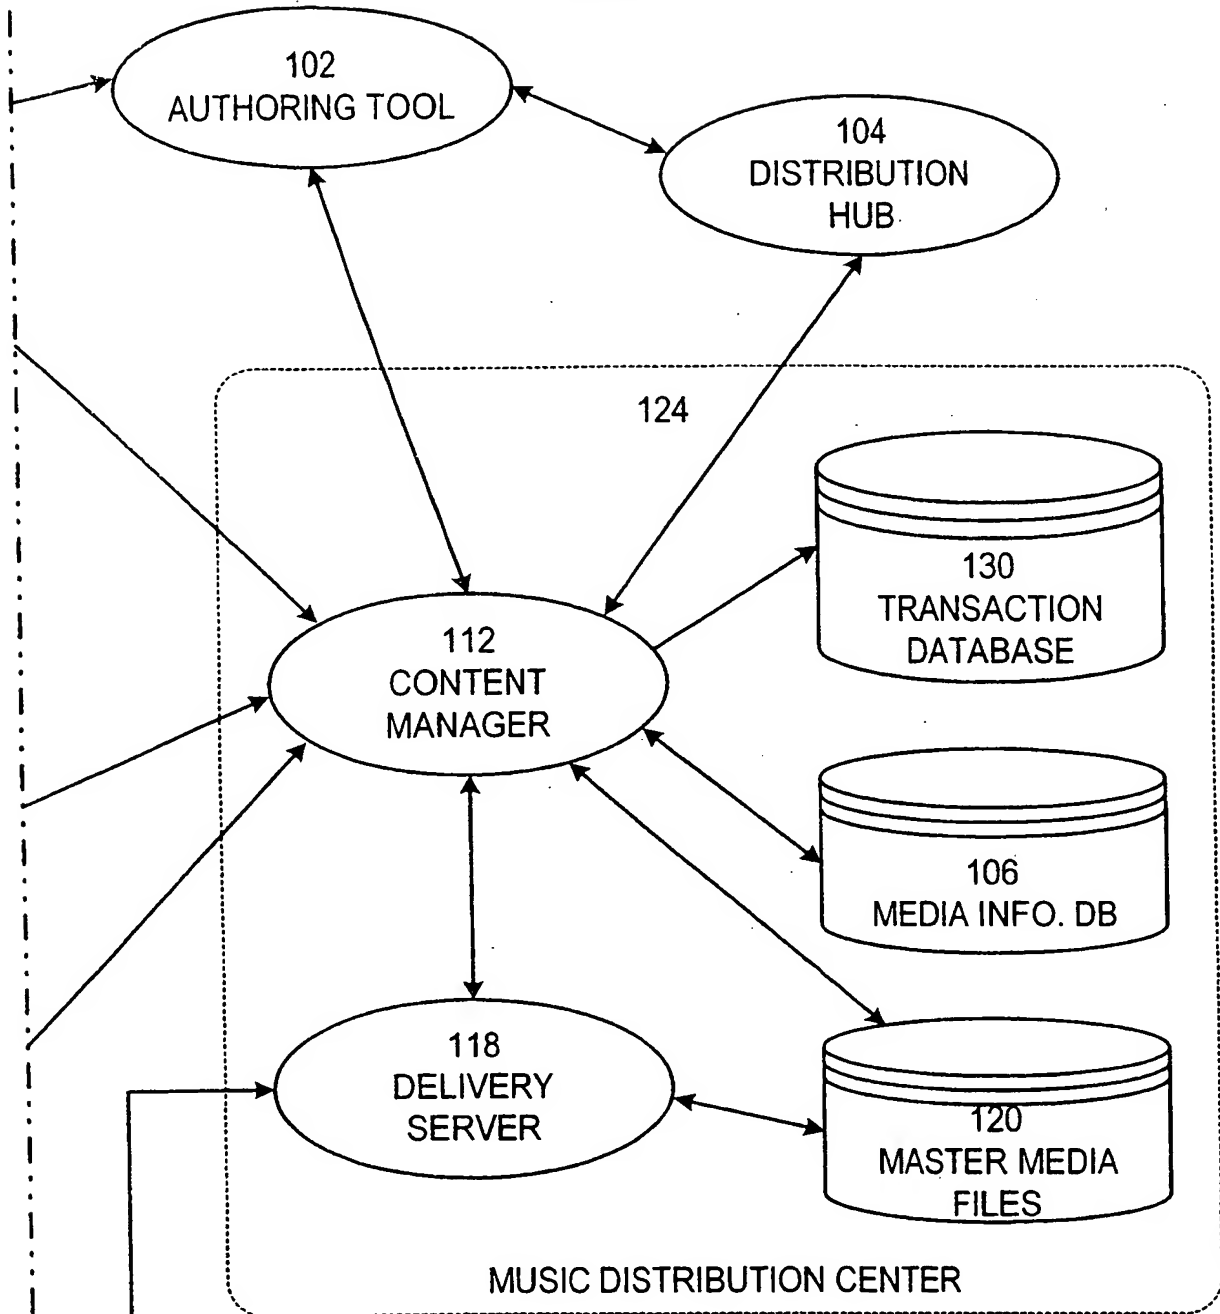 102
AUTHORING TOOL
104
DISTRIBUTION
HUB
124
130
TRANSACTION
DATABASE
112
CONTENT
MANAGER
106
MEDIA INFO. DB
118
DELIVERY
SERVER
120
MASTER MEDIA
FILES
MUSIC DISTRIBUTION CENTER